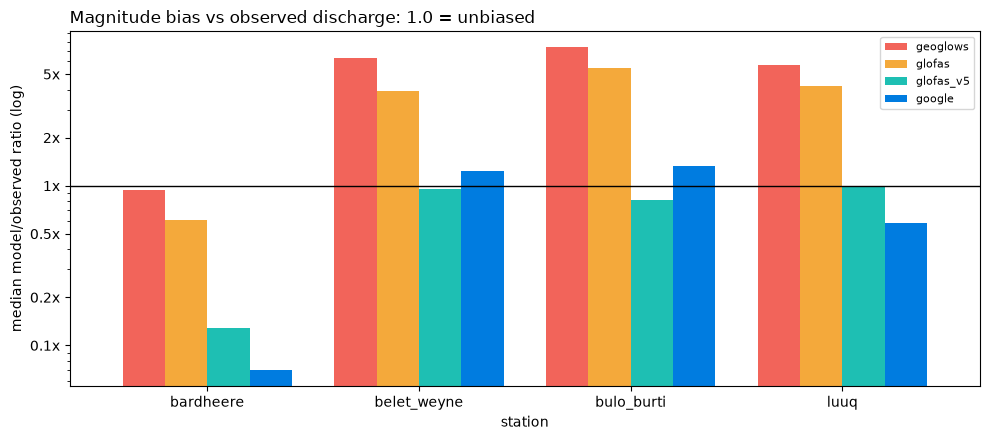 Magnitude bias vs observed discharge: 1.0 = unbiased
median model/observed ratio (log)
5x
2x
1x
0.5x
0.2x
0.1x
geoglows
glofas
glofas_v5
google
bardheere
belet_weyne
bulo_burti
luuq
station